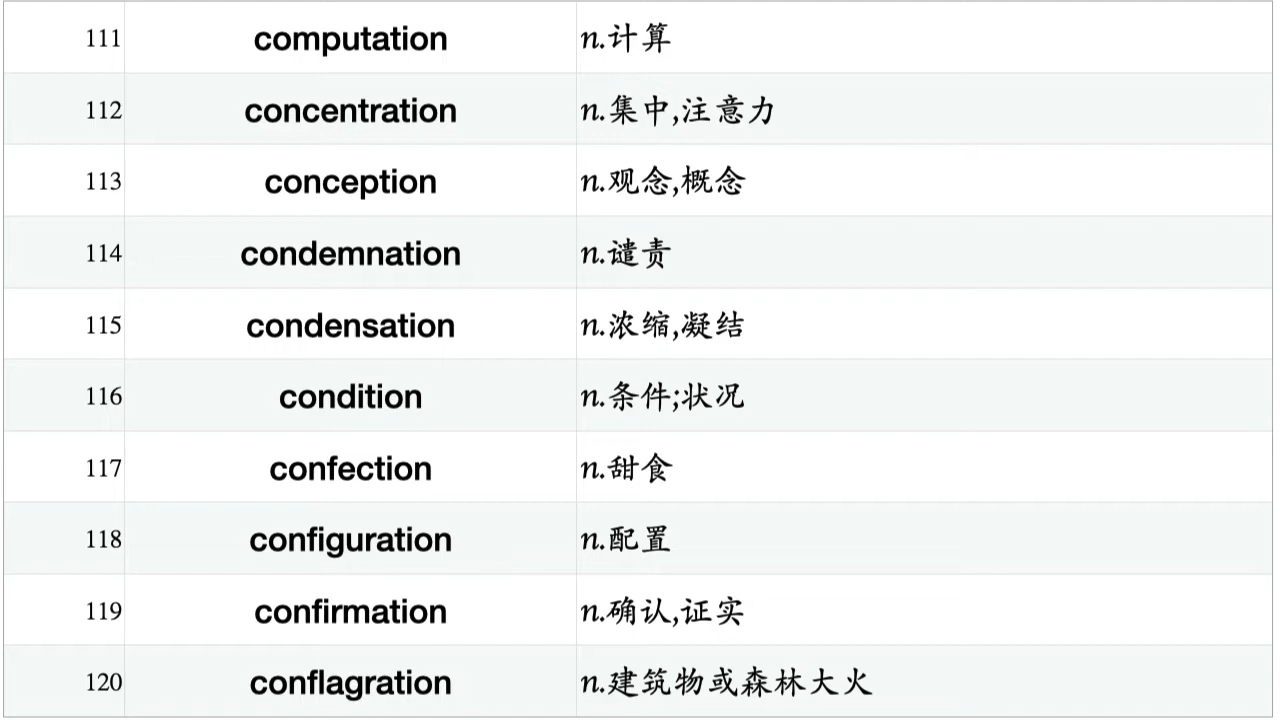 111 computation n.计算
112 concentration n.集中,注意力
113 conception n.观念,概念
114 condemnation n.谴责
115 condensation n.浓缩,凝结
116 condition n.条件;状况
117 confection n.甜食
118 configuration n.配置
119 confirmation n.确认,证实
120 conflagration n.建筑物或森林大火